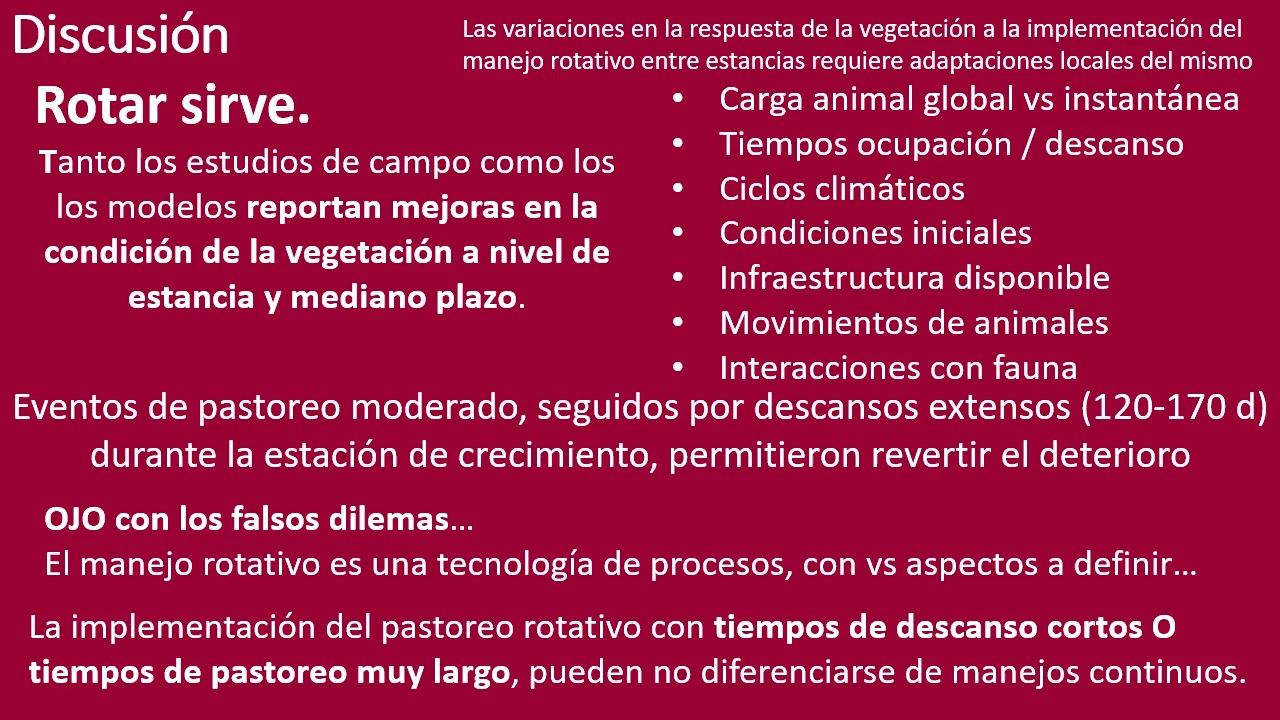 Discusión
Rotar sirve.
Tanto los estudios de campo como los
los modelos reportan mejoras en la
condición de la vegetación a nivel de
estancia y mediano plazo.
Las variaciones en la respuesta de la vegetación a la implementación del
manejo rotativo entre estancias requiere adaptaciones locales del mismo
• Carga animal global vs instantánea
• Tiempos ocupación / descanso
• Ciclos climáticos
• Condiciones iniciales
• Infraestructura disponible
• Movimientos de animales
• Interacciones con fauna
Eventos de pastoreo moderado, seguidos por descansos extensos (120-170 d)
durante la estación de crecimiento, permitieron revertir el deterioro
OJO con los falsos dilemas…
El manejo rotativo es una tecnología de procesos, con vs aspectos a definir…
La implementación del pastoreo rotativo con tiempos de descanso cortos O
tiempos de pastoreo muy largo, pueden no diferenciarse de manejos continuos.